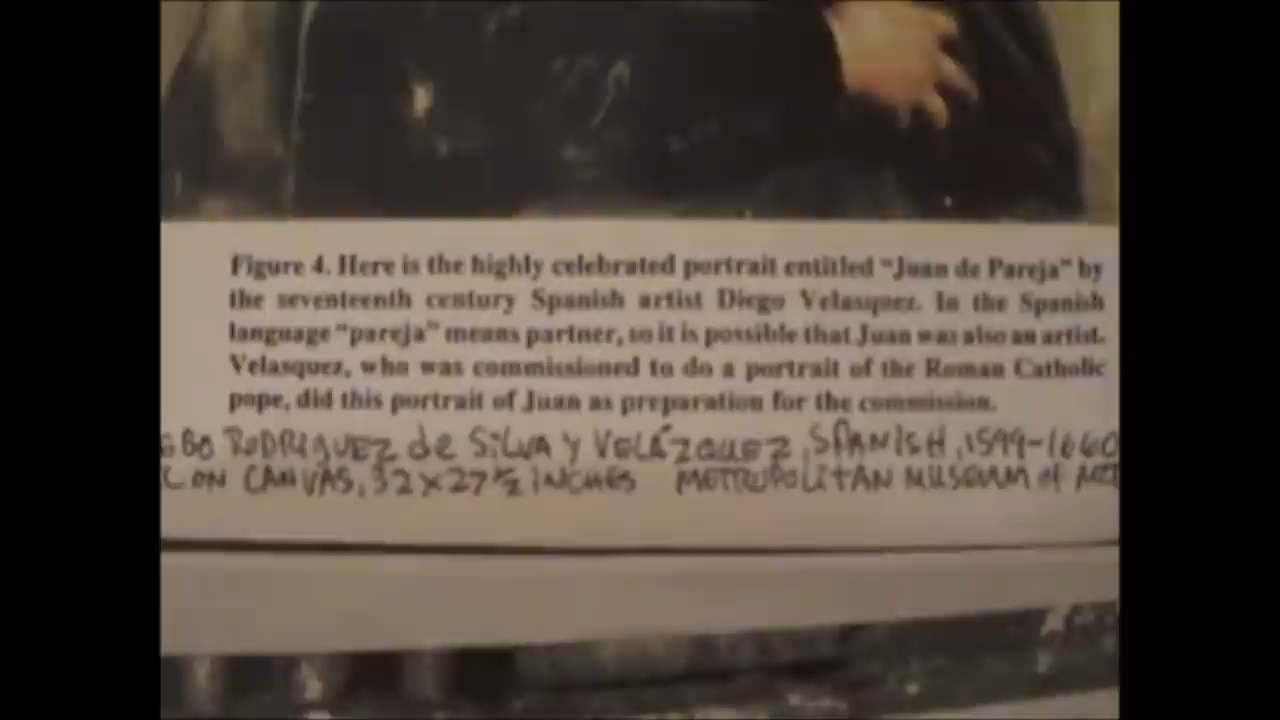 Figure 4. Here is the highly celebrated portrait entitled "Juan de Pareja" by
the seventeenth century Spanish artist Diego Velasquez. In the Spanish
language "pareja" means partner, so it is possible that Juan was also an artist.
Velasquez, who was commissioned to do a portrait of the Roman Catholic
pope, did this portrait of Juan as preparation for the commission.
RODRIGUEZ de SILVA Y VELÁZQUEZ, SPANISH, 1599-1660
ON CANVAS, 32 X 27 ½ INCHES METROPOLITAN MUSEUM of ART